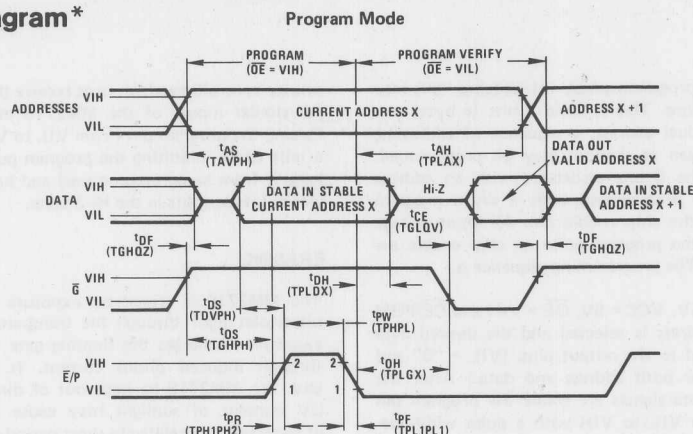 gram*
Program Mode
PROGRAM
(OE = VIH)
PROGRAM VERIFY
(OE = VIL)
ADDRESSES
VIH
VIL
CURRENT ADDRESS X
ADDRESS X + 1
tAS
(TAVPH)
tAH
(TPLAX)
DATA OUT
VALID ADDRESS X
DATA
VIH
VIL
DATA IN STABLE
CURRENT ADDRESS X
Hi-Z
DATA IN STABLE
ADDRESS X + 1
tCE
(TGLQV)
tDF
(TGHQZ)
tDF
(TGHQZ)
G
VIH
VIL
tDH
(TPLDX)
tDS
(TDVPH)
tPW
(TPHPL)
tOS
(TGHPH)
tOH
(TPLGX)
E/P
VIH
VIL
2
2
1
1
tPR
(TPH1PH2)
tPF
(TPL1PL1)